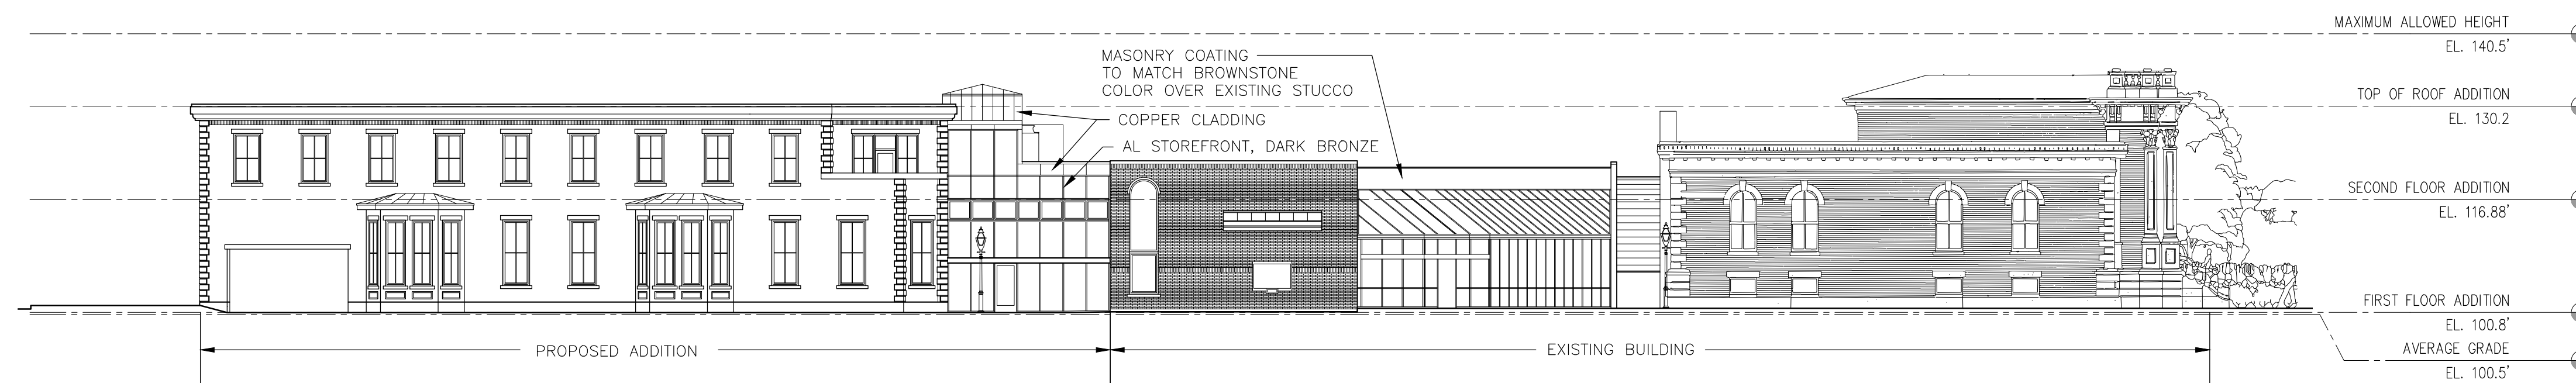 MAXIMUM ALLOWED HEIGHT
EL. 140.5'
MASONRY COATING
TO MATCH BROWNSTONE
COLOR OVER EXISTING STUCCO
TOP OF ROOF ADDITION
EL. 130.2
COPPER CLADDING
AL STOREFRONT, DARK BRONZE
SECOND FLOOR ADDITION
EL. 116.88'
FIRST FLOOR ADDITION
EL. 100.8'
PROPOSED ADDITION
EXISTING BUILDING
AVERAGE GRADE
EL. 100.5'